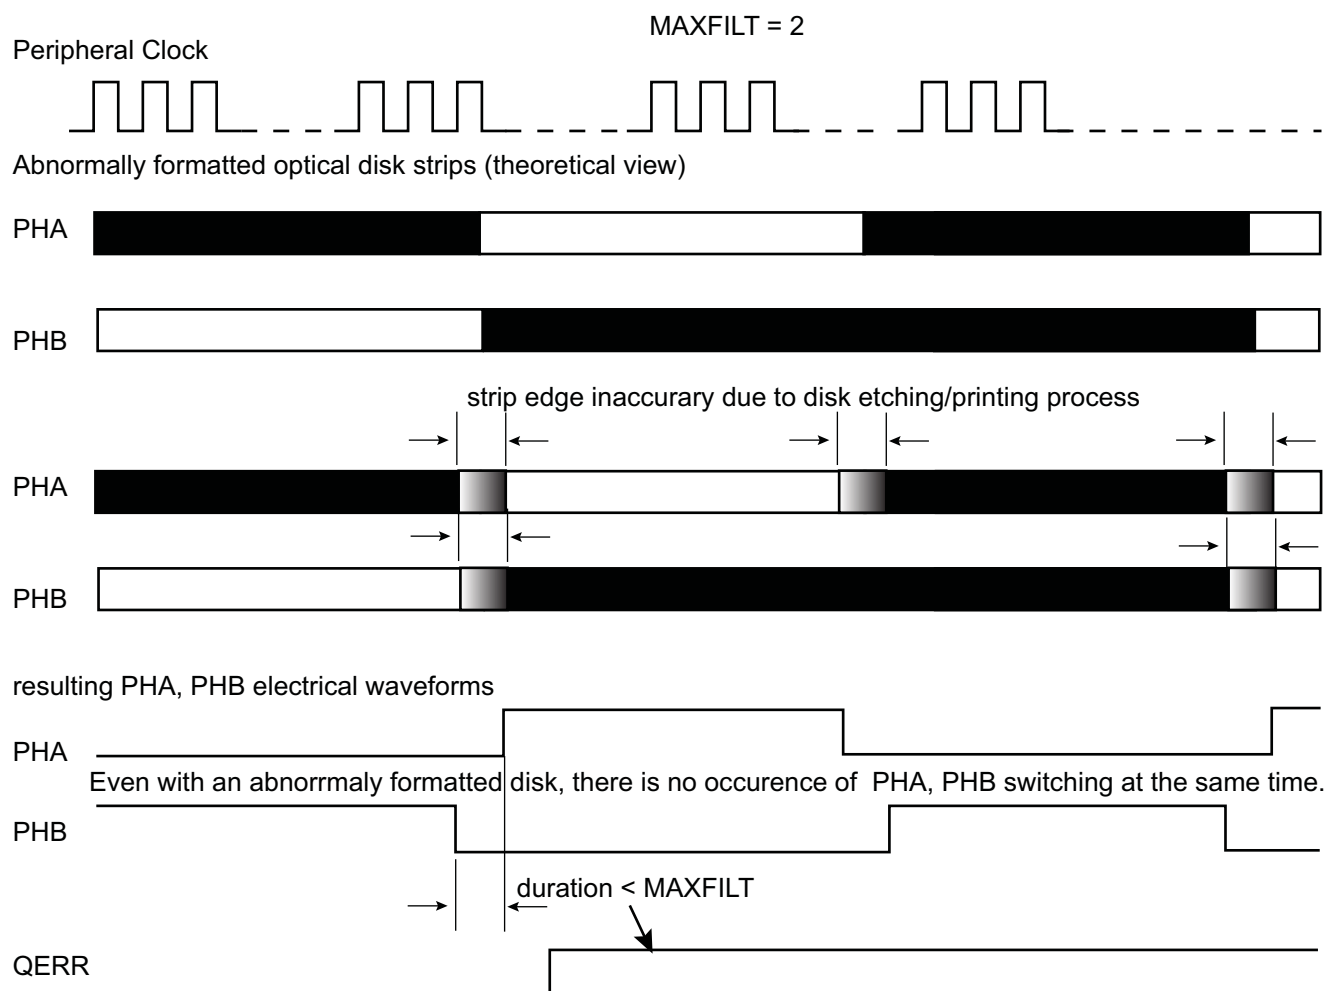 MAXFILT = 2
Peripheral Clock
Abnormally formatted optical disk strips (theoretical view)
PHA
PHB
strip edge inaccurary due to disk etching/printing process
PHA
PHB
resulting PHA, PHB electrical waveforms
PHA
Even with an abnorrmaly formatted disk, there is no occurence of PHA, PHB switching at the same time.
PHB
duration < MAXFILT
QERR